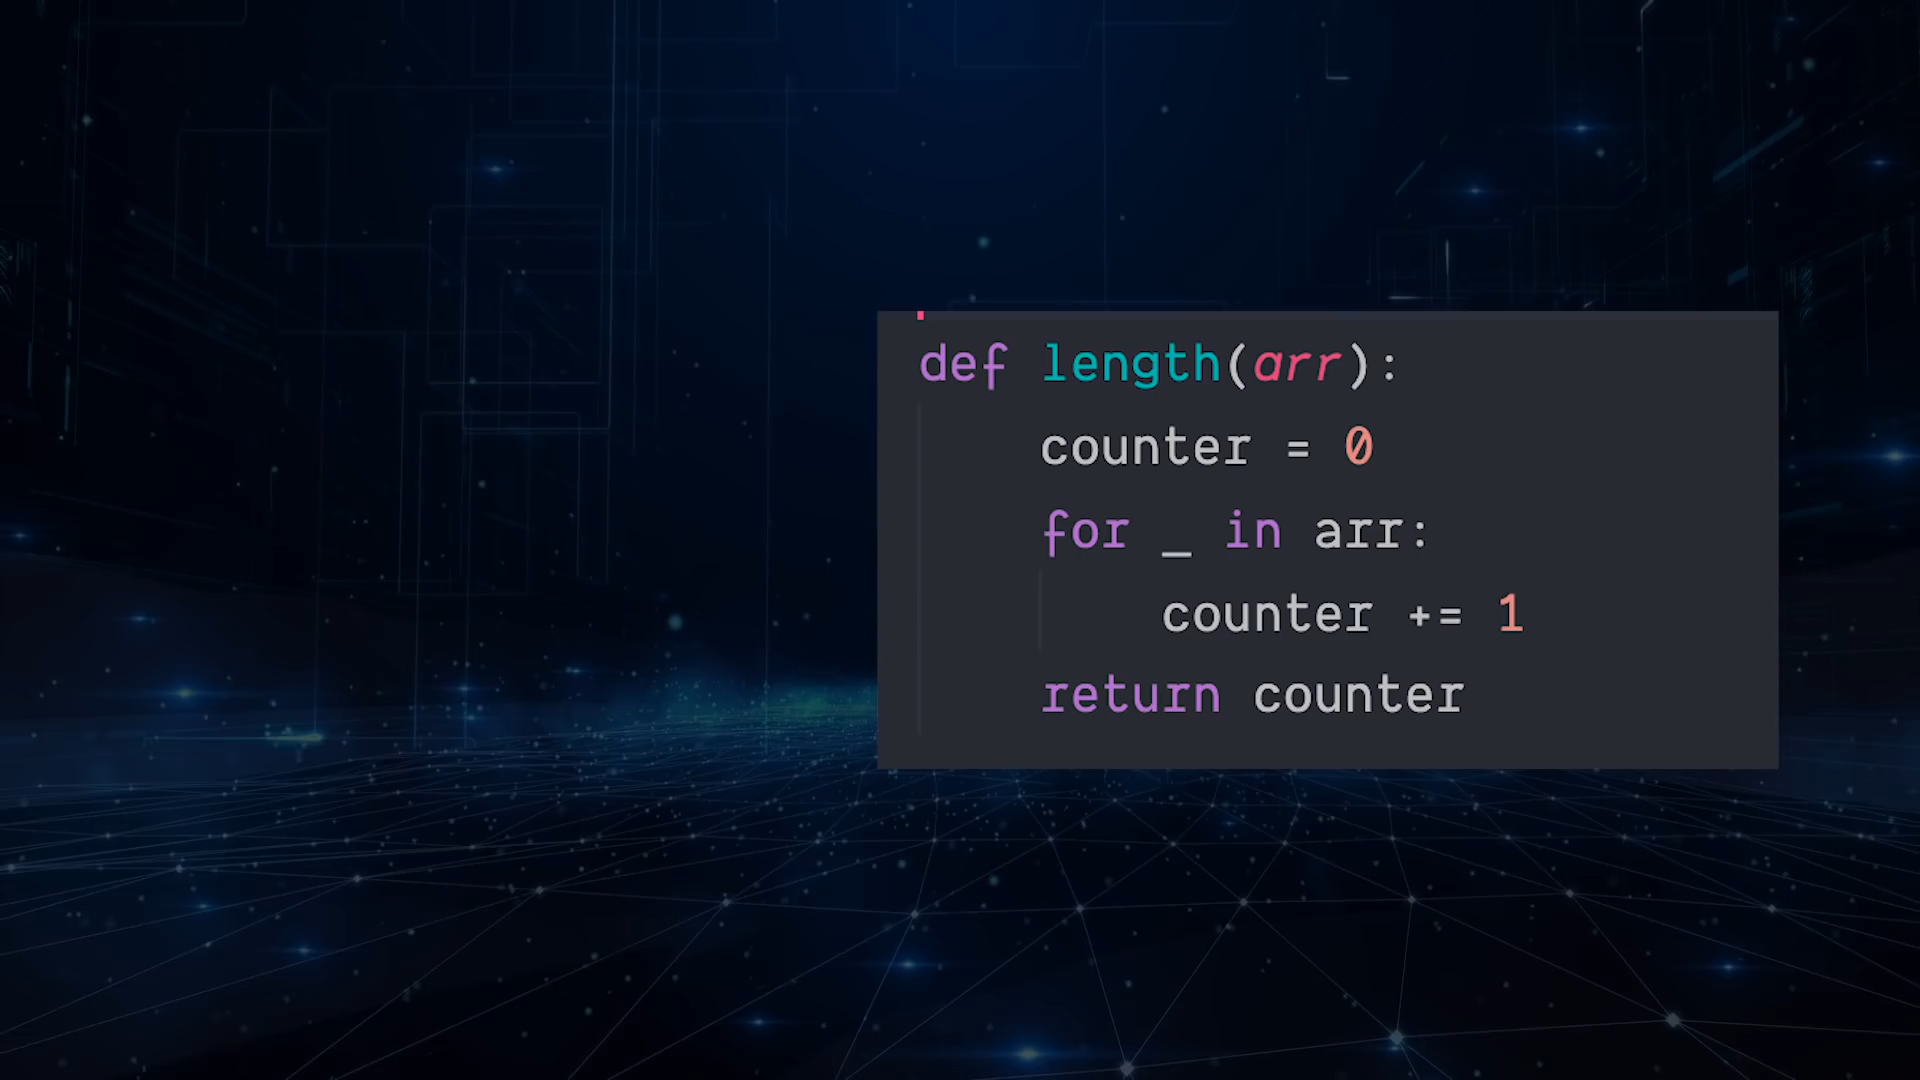 def length(arr):
    counter = 0
    for _ in arr:
        counter += 1
    return counter